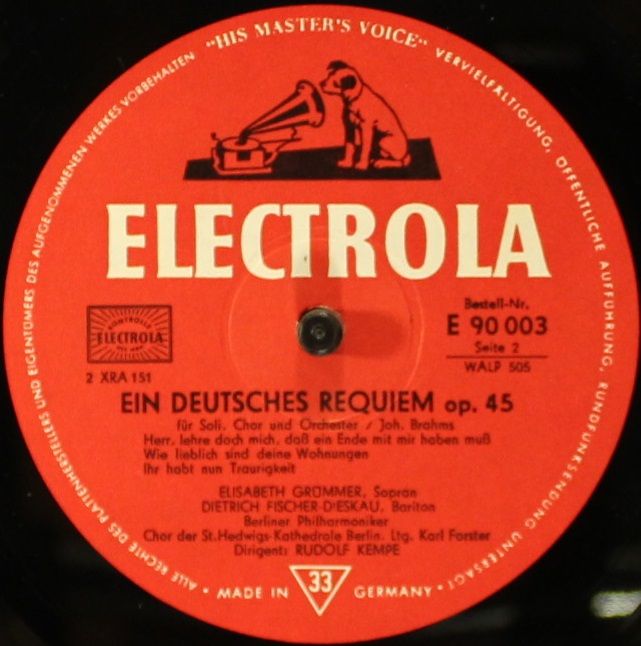 ALLE RECHTE DES PLATTENHERSTELLERS UND EIGENTÜMERS DES AUFGENOMMENEN WERKES VORBEHALTEN „HIS MASTER'S VOICE“ VERVIELFÄLTIGUNG, ÖFFENTLICHE AUFFÜHRUNG, RUNDFUNKSENDUNG UNTERSAGT
ELECTROLA
KONTROLLE
ELECTROLA
2 XRA 151
Bestell-Nr.
E 90 003
Seite 2
WALP 505
EIN DEUTSCHES REQUIEM op. 45
für Soli, Chor und Orchester / Joh. Brahms
Herr, lehre doch mich, daß ein Ende mit mir haben muß
Wie lieblich sind deine Wohnungen
Ihr habt nun Traurigkeit
ELISABETH GRÜMMER, Sopran
DIETRICH FISCHER-DIESKAU, Bariton
Berliner Philharmoniker
Chor der St. Hedwigs-Kathedrale Berlin. Ltg. Karl Forster
Dirigent: RUDOLF KEMPE
33
MADE IN GERMANY